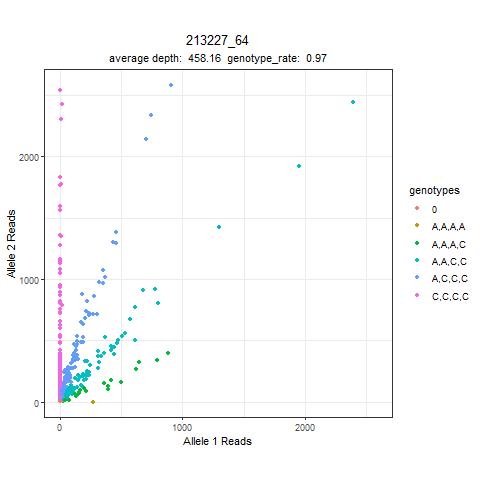 213227_64
average depth:  458.16  genotype_rate:  0.97
Allele 2 Reads
2000
1000
0
0
1000
2000
Allele 1 Reads
genotypes
0
A,A,A,A
A,A,A,C
A,A,C,C
A,C,C,C
C,C,C,C